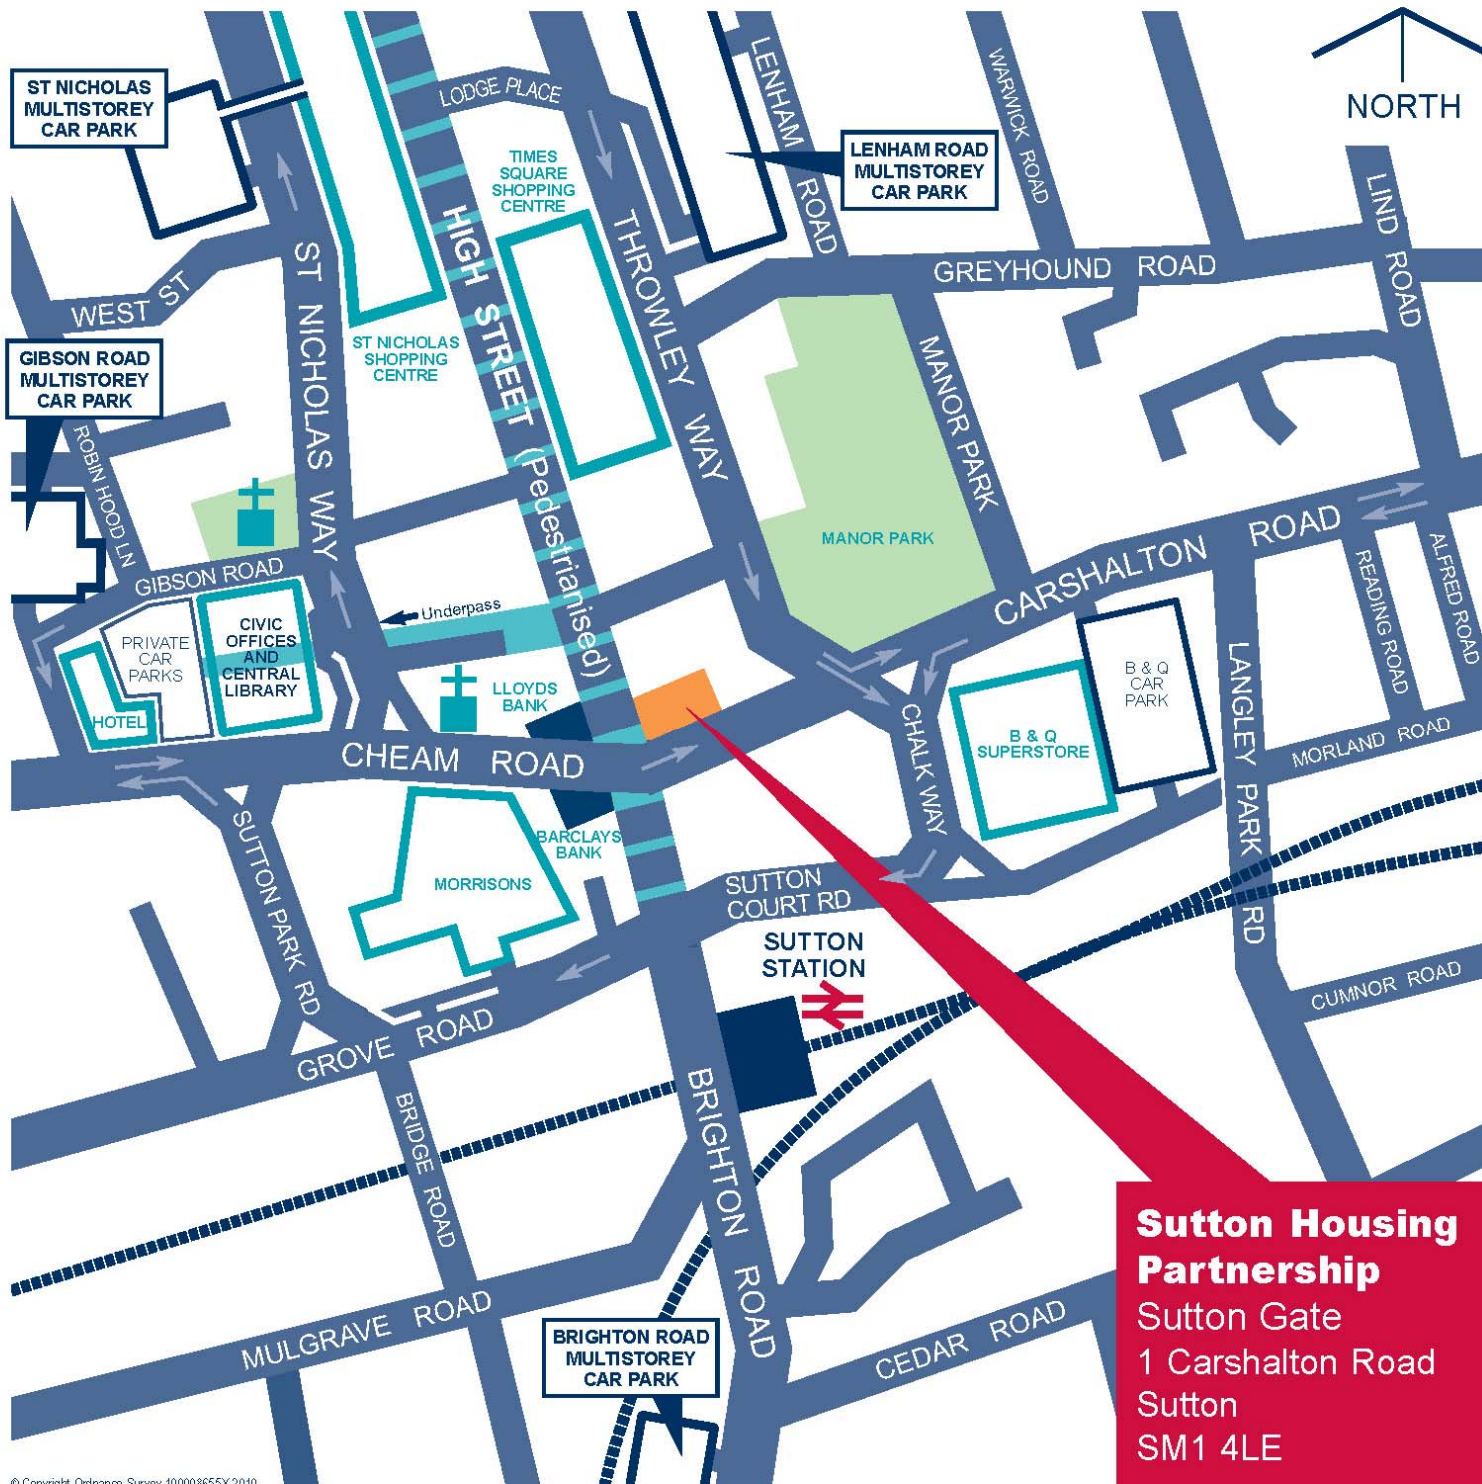 NORTH
ST NICHOLAS
MULTISTOREY
CAR PARK
LODGE PLACE
LENHAM ROAD
WARWICK ROAD
LENHAM ROAD
MULTISTOREY
CAR PARK
TIMES
SQUARE
SHOPPING
CENTRE
LIND ROAD
GREYHOUND ROAD
WEST ST
ST NICHOLAS WAY
HIGH STREET (Pedestrianised)
THROWLEY WAY
ST NICHOLAS
SHOPPING
CENTRE
GIBSON ROAD
MULTISTOREY
CAR PARK
MANOR PARK
ROBIN HOOD LN
MANOR PARK
CARSHALTON ROAD
READING ROAD
ALFRED ROAD
GIBSON ROAD
Underpass
PRIVATE
CAR
PARKS
CIVIC
OFFICES
AND
CENTRAL
LIBRARY
HOTEL
LLOYDS
BANK
B & Q
CAR
PARK
B & Q
SUPERSTORE
LANGLEY PARK RD
MORLAND ROAD
CHEAM ROAD
CHALK WAY
SUTTON PARK RD
BARCLAYS
BANK
MORRISONS
SUTTON
COURT RD
SUTTON
STATION
CUMNOR ROAD
GROVE ROAD
BRIDGE ROAD
BRIGHTON ROAD
MULGRAVE ROAD
CEDAR ROAD
BRIGHTON ROAD
MULTISTOREY
CAR PARK
Sutton Housing
Partnership
Sutton Gate
1 Carshalton Road
Sutton
SM1 4LE